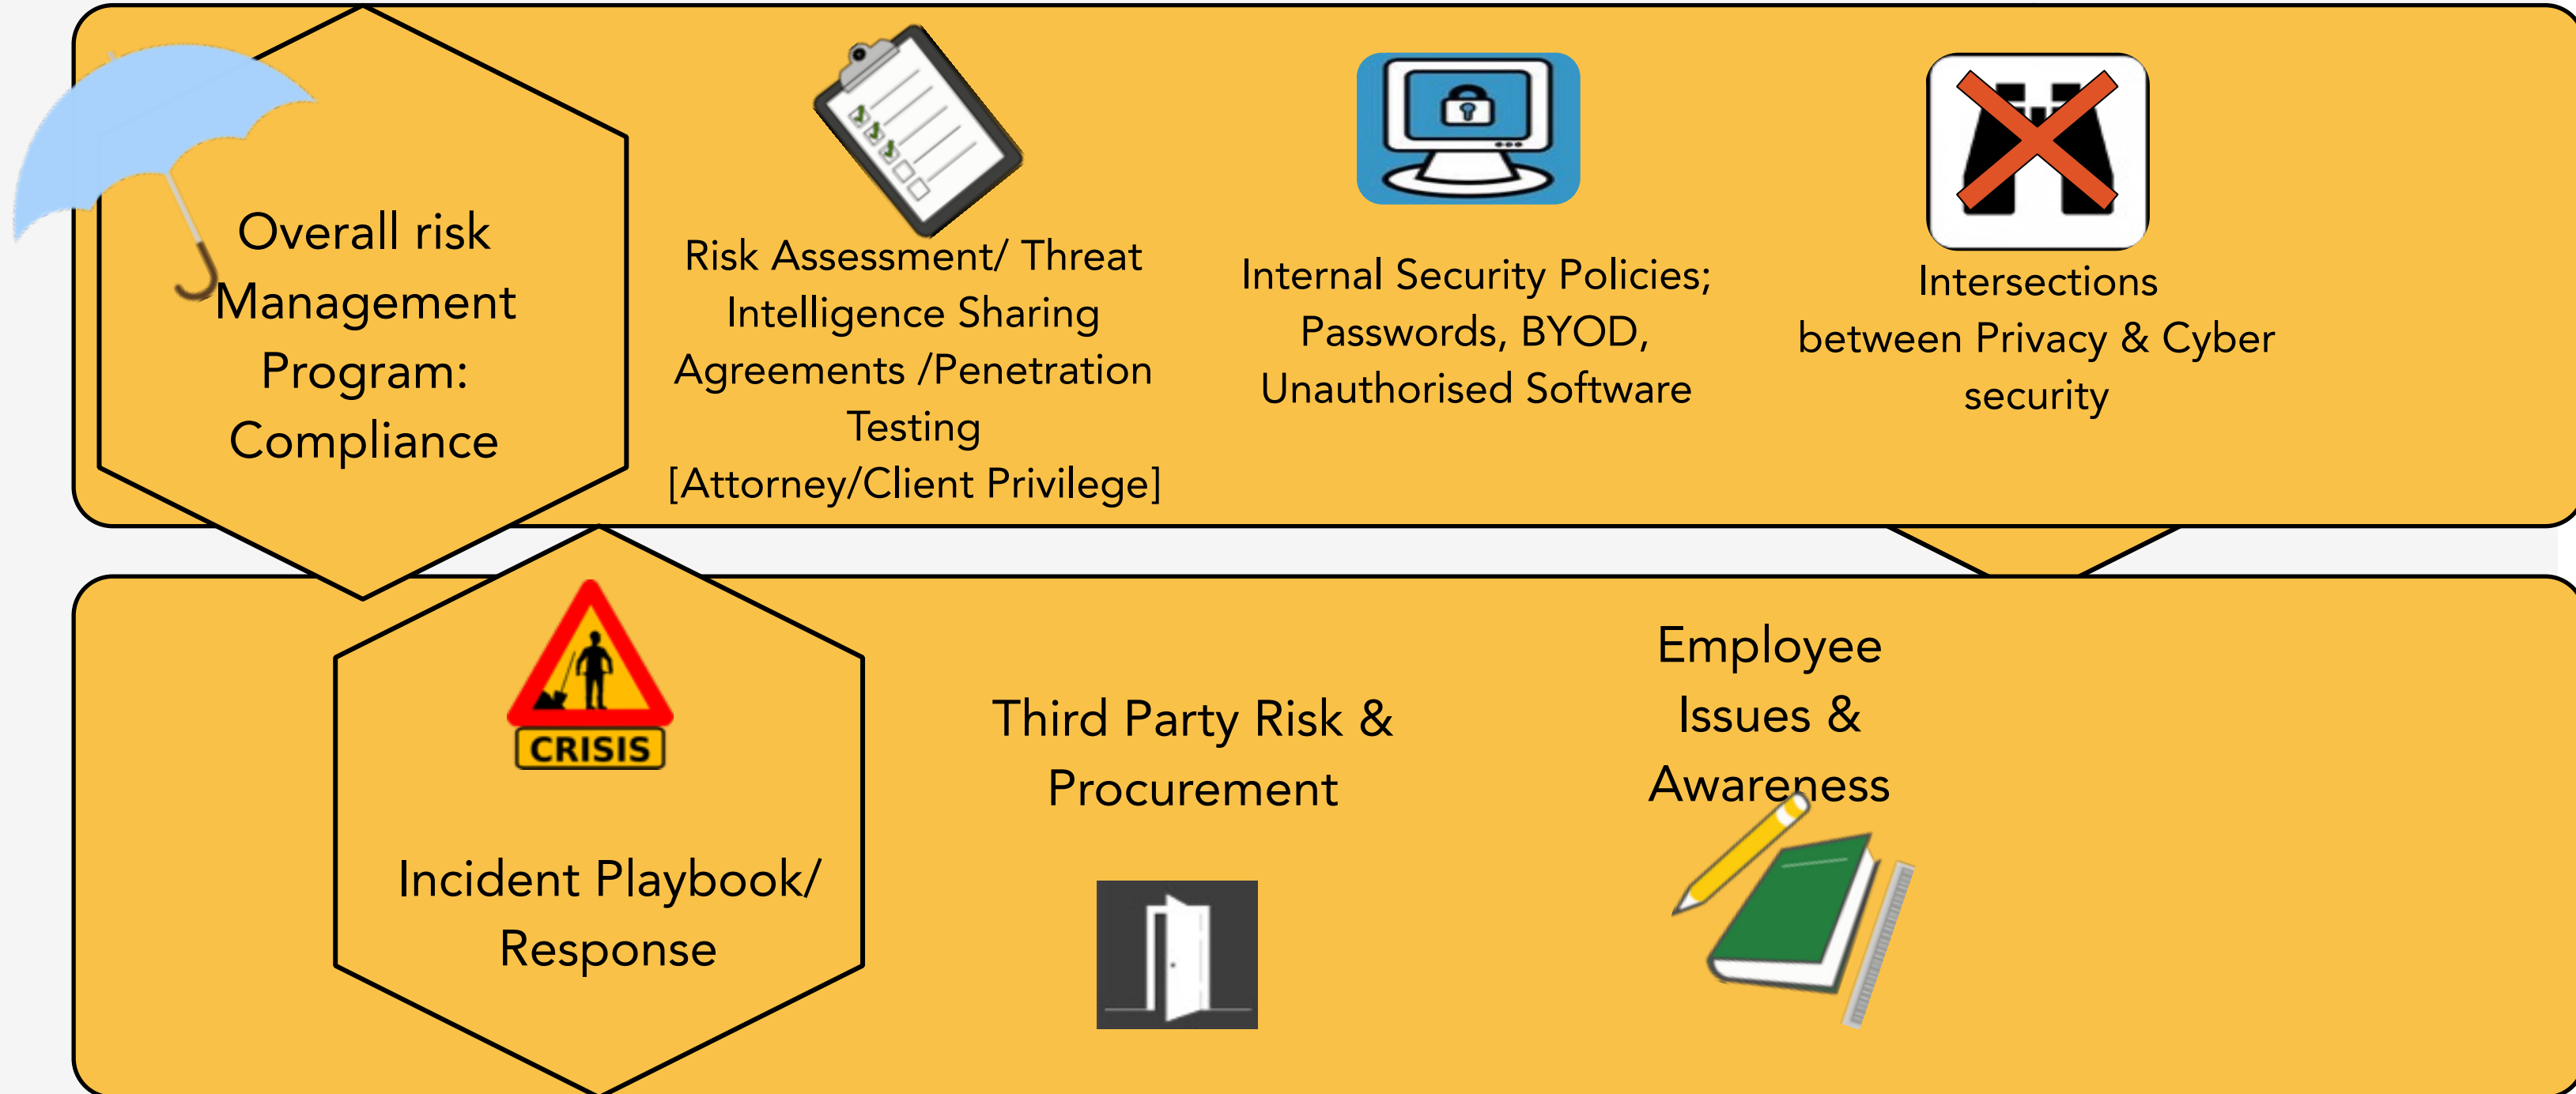 Overall risk
Management
Program:
Compliance
Risk Assessment/ Threat
Intelligence Sharing
Agreements /Penetration
Testing
[Attorney/Client Privilege]
Internal Security Policies;
Passwords, BYOD,
Unauthorised Software
Intersections
between Privacy & Cyber
security
CRISIS
Incident Playbook/
Response
Third Party Risk &
Procurement
Employee
Issues &
Awareness